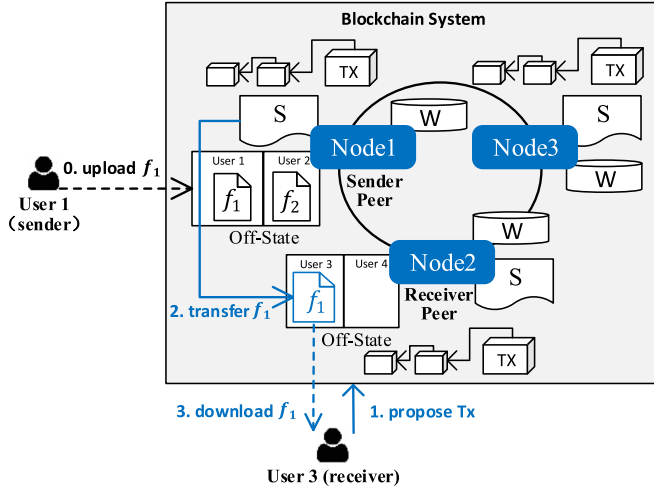 Blockchain System
TX
TX
S
W
S
Node1
Node3
Sender
Peer
W
0. upload f₁
User 1
(sender)
User 1
User 2
f₁
f₂
Off-State
W
Node2
S
Receiver
Peer
User 3
User 4
f₁
2. transfer f₁
Off-State
TX
3. download f₁
1. propose Tx
User 3 (receiver)